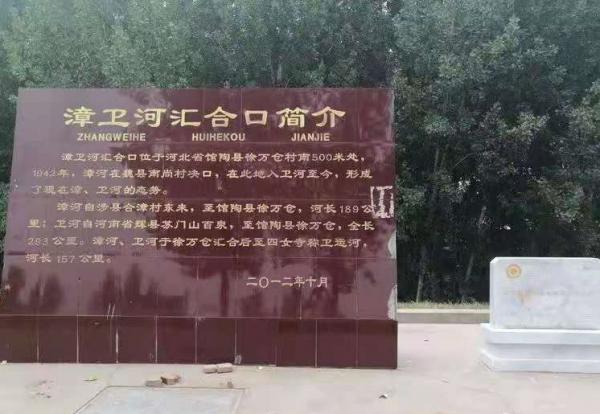 漳卫河汇合口简介
ZHANGWEIHE HUIHEKOU JIANJIE
漳卫河汇合口位于河北省馆陶县徐万仓村南500米处，
1942年，漳河在魏县南尚村决口，在此地入卫河至今，形成
了现在漳、卫河的态势。
漳河自涉县合漳村东来，至馆陶县徐万仓，河长189公
里；卫河自河南省辉县苏门山百泉，至馆陶县徐万仓，全长
283公里。漳河、卫河于徐万仓汇合后至四女寺称卫运河，
河长157公里。
二〇一二年十月